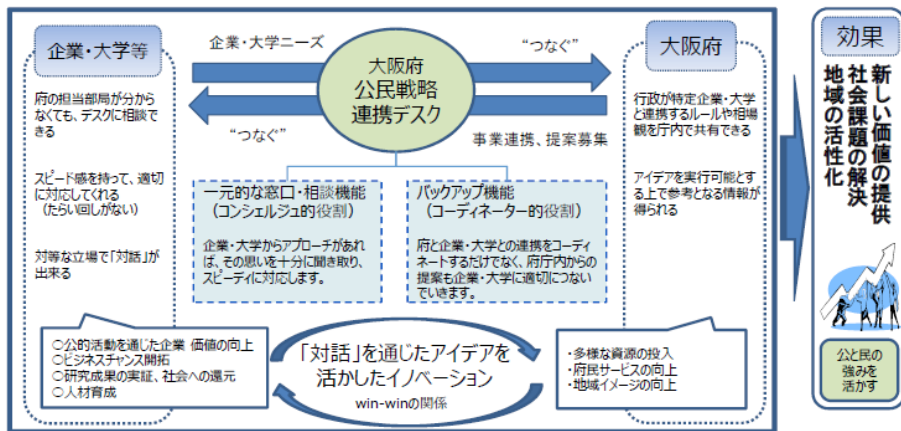 企業・大学等
府の担当部局が分から
なくても、デスクに相談で
きる
スピード感を持って、適切
に対応してくれる
(たらい回しがない)
対等な立場で「対話」が
出来る
企業・大学ニーズ
“つなぐ”
大阪府
公民戦略
連携デスク
“つなぐ”
事業連携、提案募集
一元的な窓口・相談機能
(コンシェルジュ的役割)
企業・大学からアプローチがあれ
ば、その思いを十分に聞き取り、
スピーディに対応します。
バックアップ機能
(コーディネーター的役割)
府と企業・大学との連携をコーディ
ネートするだけでなく、府庁内からの
提案も企業・大学に適切につない
でいきます。
大阪府
行政が特定企業・大学
と連携するルールや相場
観を庁内で共有できる
アイデアを実行可能とす
る上で参考となる情報が
得られる
○公的活動を通じた企業 価値の向上
○ビジネスチャンス開拓
○研究成果の実証、社会への還元
○人材育成
「対話」を通じたアイデアを
活かしたイノベーション
win-winの関係
・多様な資源の投入
・府民サービスの向上
・地域イメージの向上
効果
新しい価値の提供
社会課題の解決
地域の活性化
公と民の
強みを
活かす